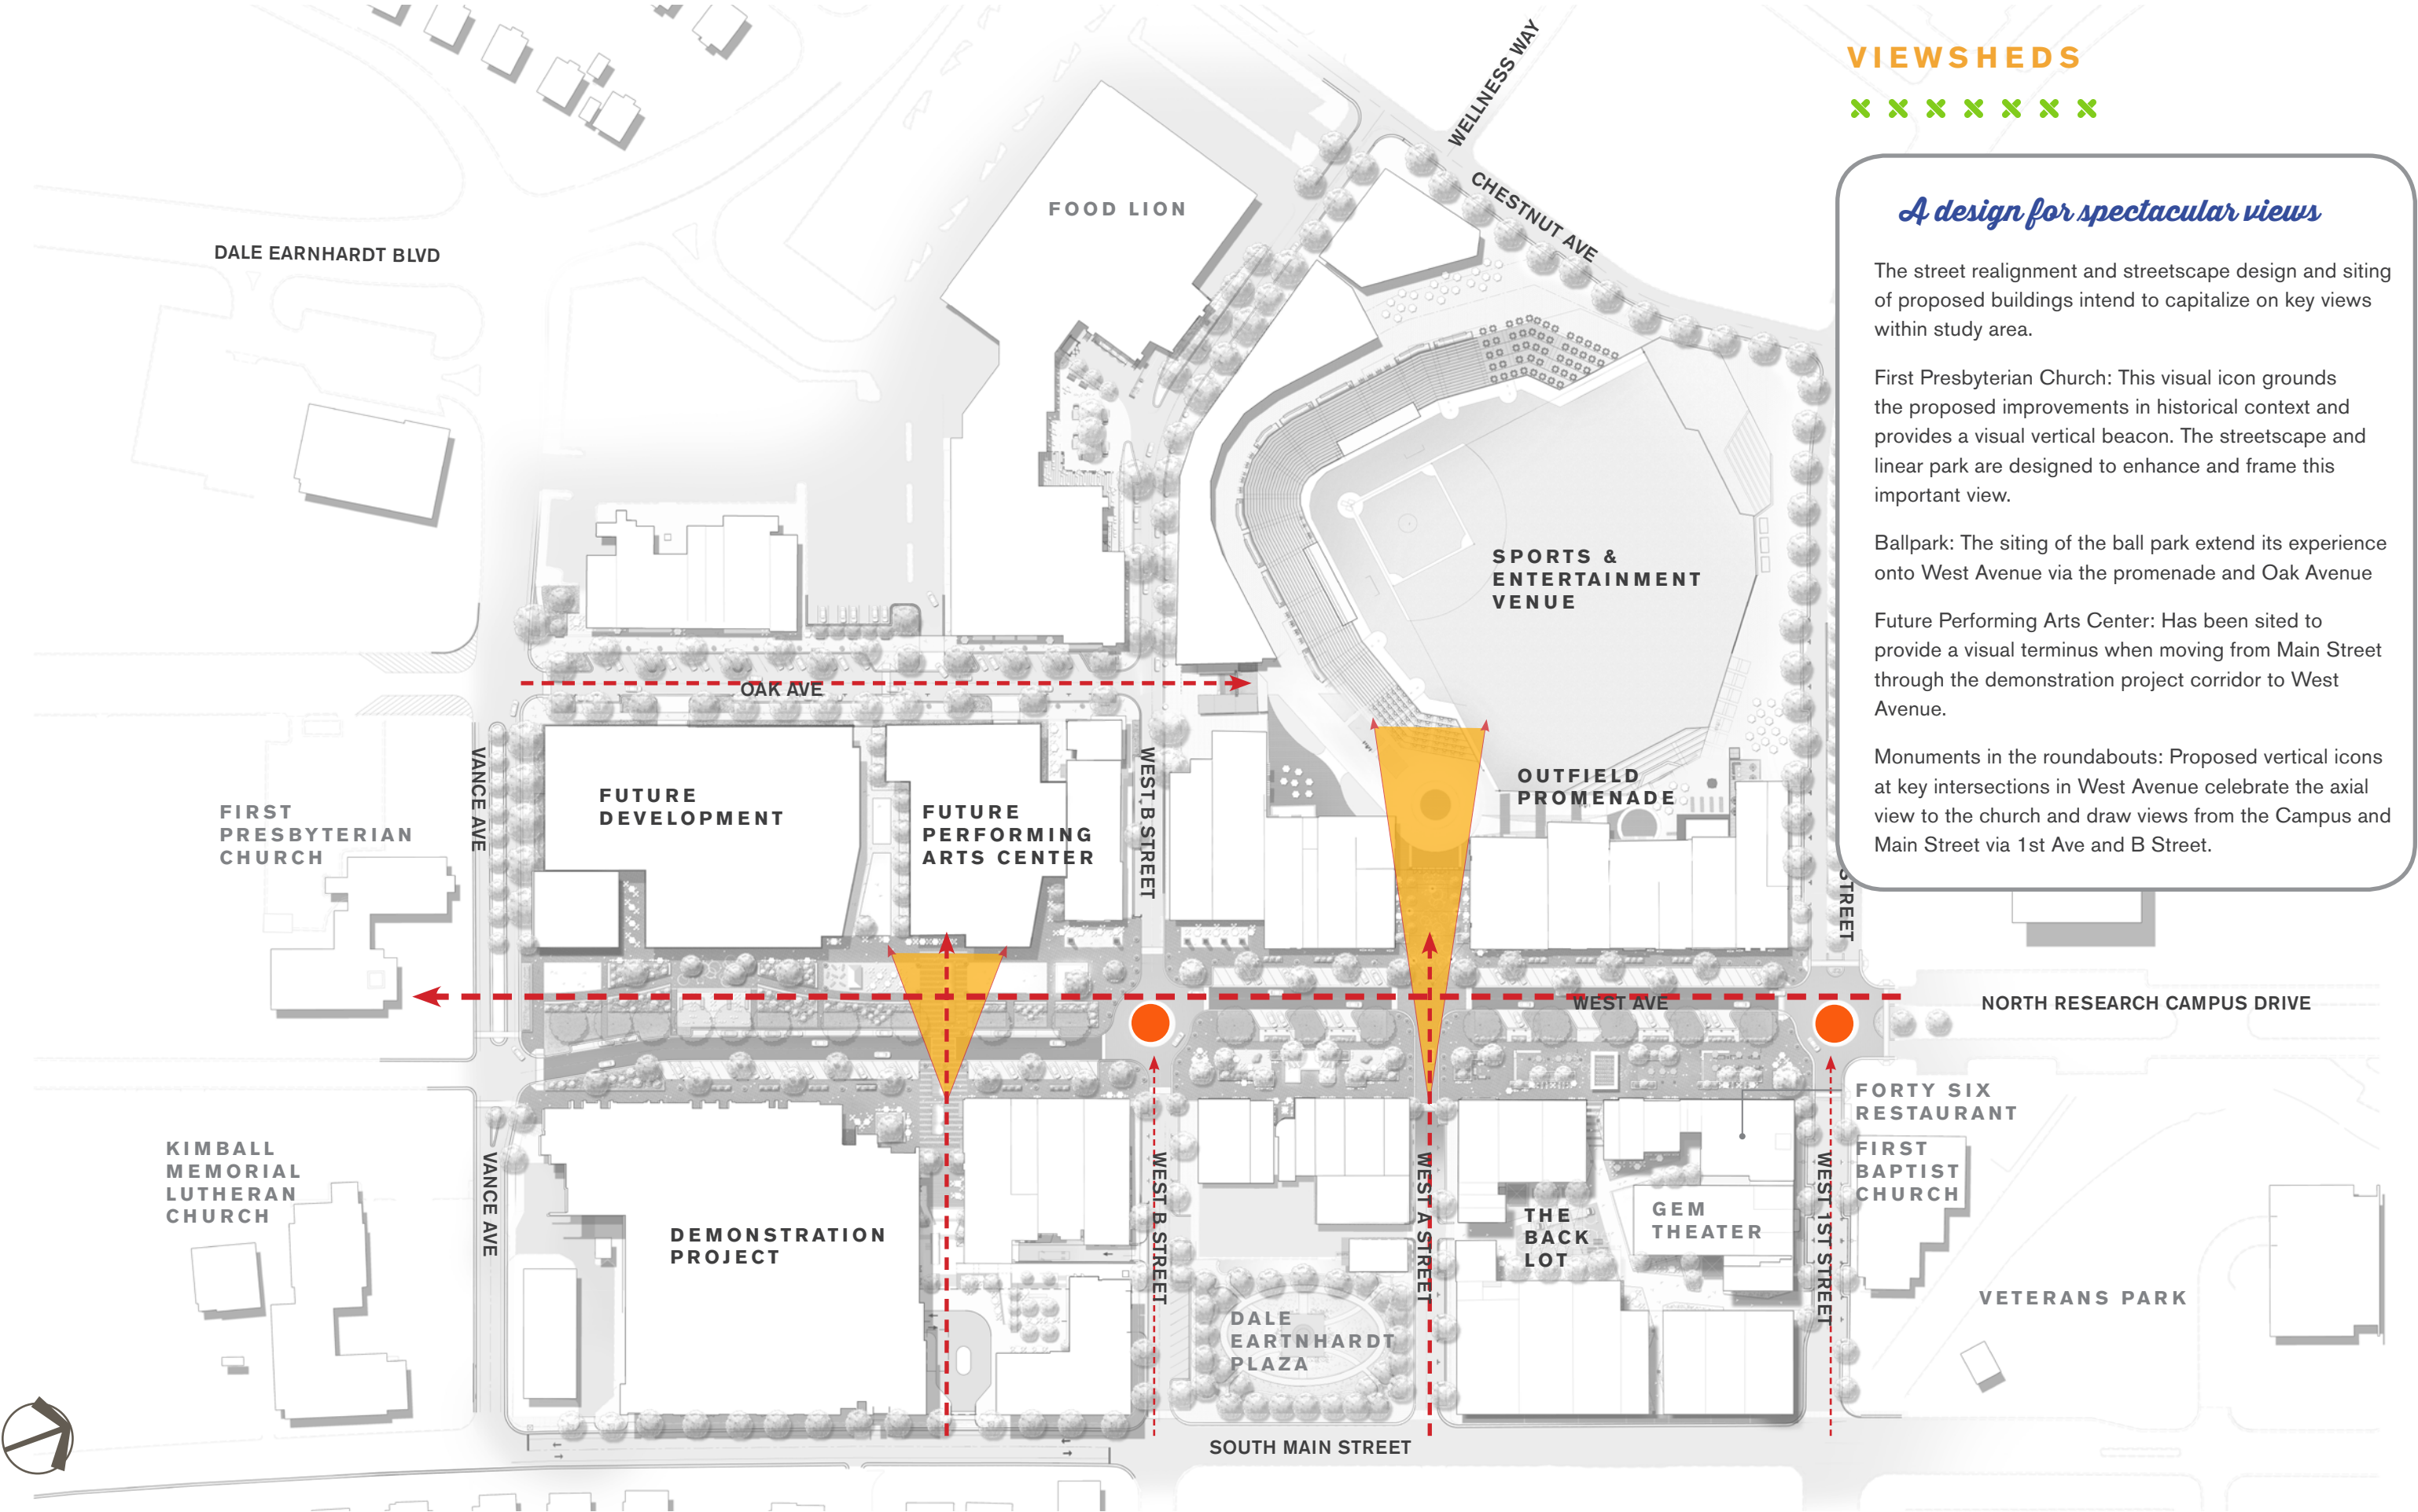 VIEWSHEDS
A design for spectacular views
The street realignment and streetscape design and siting
of proposed buildings intend to capitalize on key views
within study area.
First Presbyterian Church: This visual icon grounds
the proposed improvements in historical context and
provides a visual vertical beacon. The streetscape and
linear park are designed to enhance and frame this
important view.
Ballpark: The siting of the ball park extend its experience
onto West Avenue via the promenade and Oak Avenue
Future Performing Arts Center: Has been sited to
provide a visual terminus when moving from Main Street
through the demonstration project corridor to West
Avenue.
Monuments in the roundabouts: Proposed vertical icons
at key intersections in West Avenue celebrate the axial
view to the church and draw views from the Campus and
Main Street via 1st Ave and B Street.
WELLNESS WAY
CHESTNUT AVE
FOOD LION
DALE EARNHARDT BLVD
SPORTS &
ENTERTAINMENT
VENUE
OAK AVE
VANCE AVE
WEST B STREET
OUTFIELD
PROMENADE
FUTURE
DEVELOPMENT
FUTURE
PERFORMING
ARTS CENTER
FIRST
PRESBYTERIAN
CHURCH
STREET
WEST AVE
NORTH RESEARCH CAMPUS DRIVE
FORTY SIX
RESTAURANT
FIRST
BAPTIST
CHURCH
KIMBALL
MEMORIAL
LUTHERAN
CHURCH
VANCE AVE
DEMONSTRATION
PROJECT
WEST B STREET
WEST A STREET
THE
BACK
LOT
GEM
THEATER
WEST 1ST STREET
VETERANS PARK
DALE
EARTNHARDT
PLAZA
SOUTH MAIN STREET